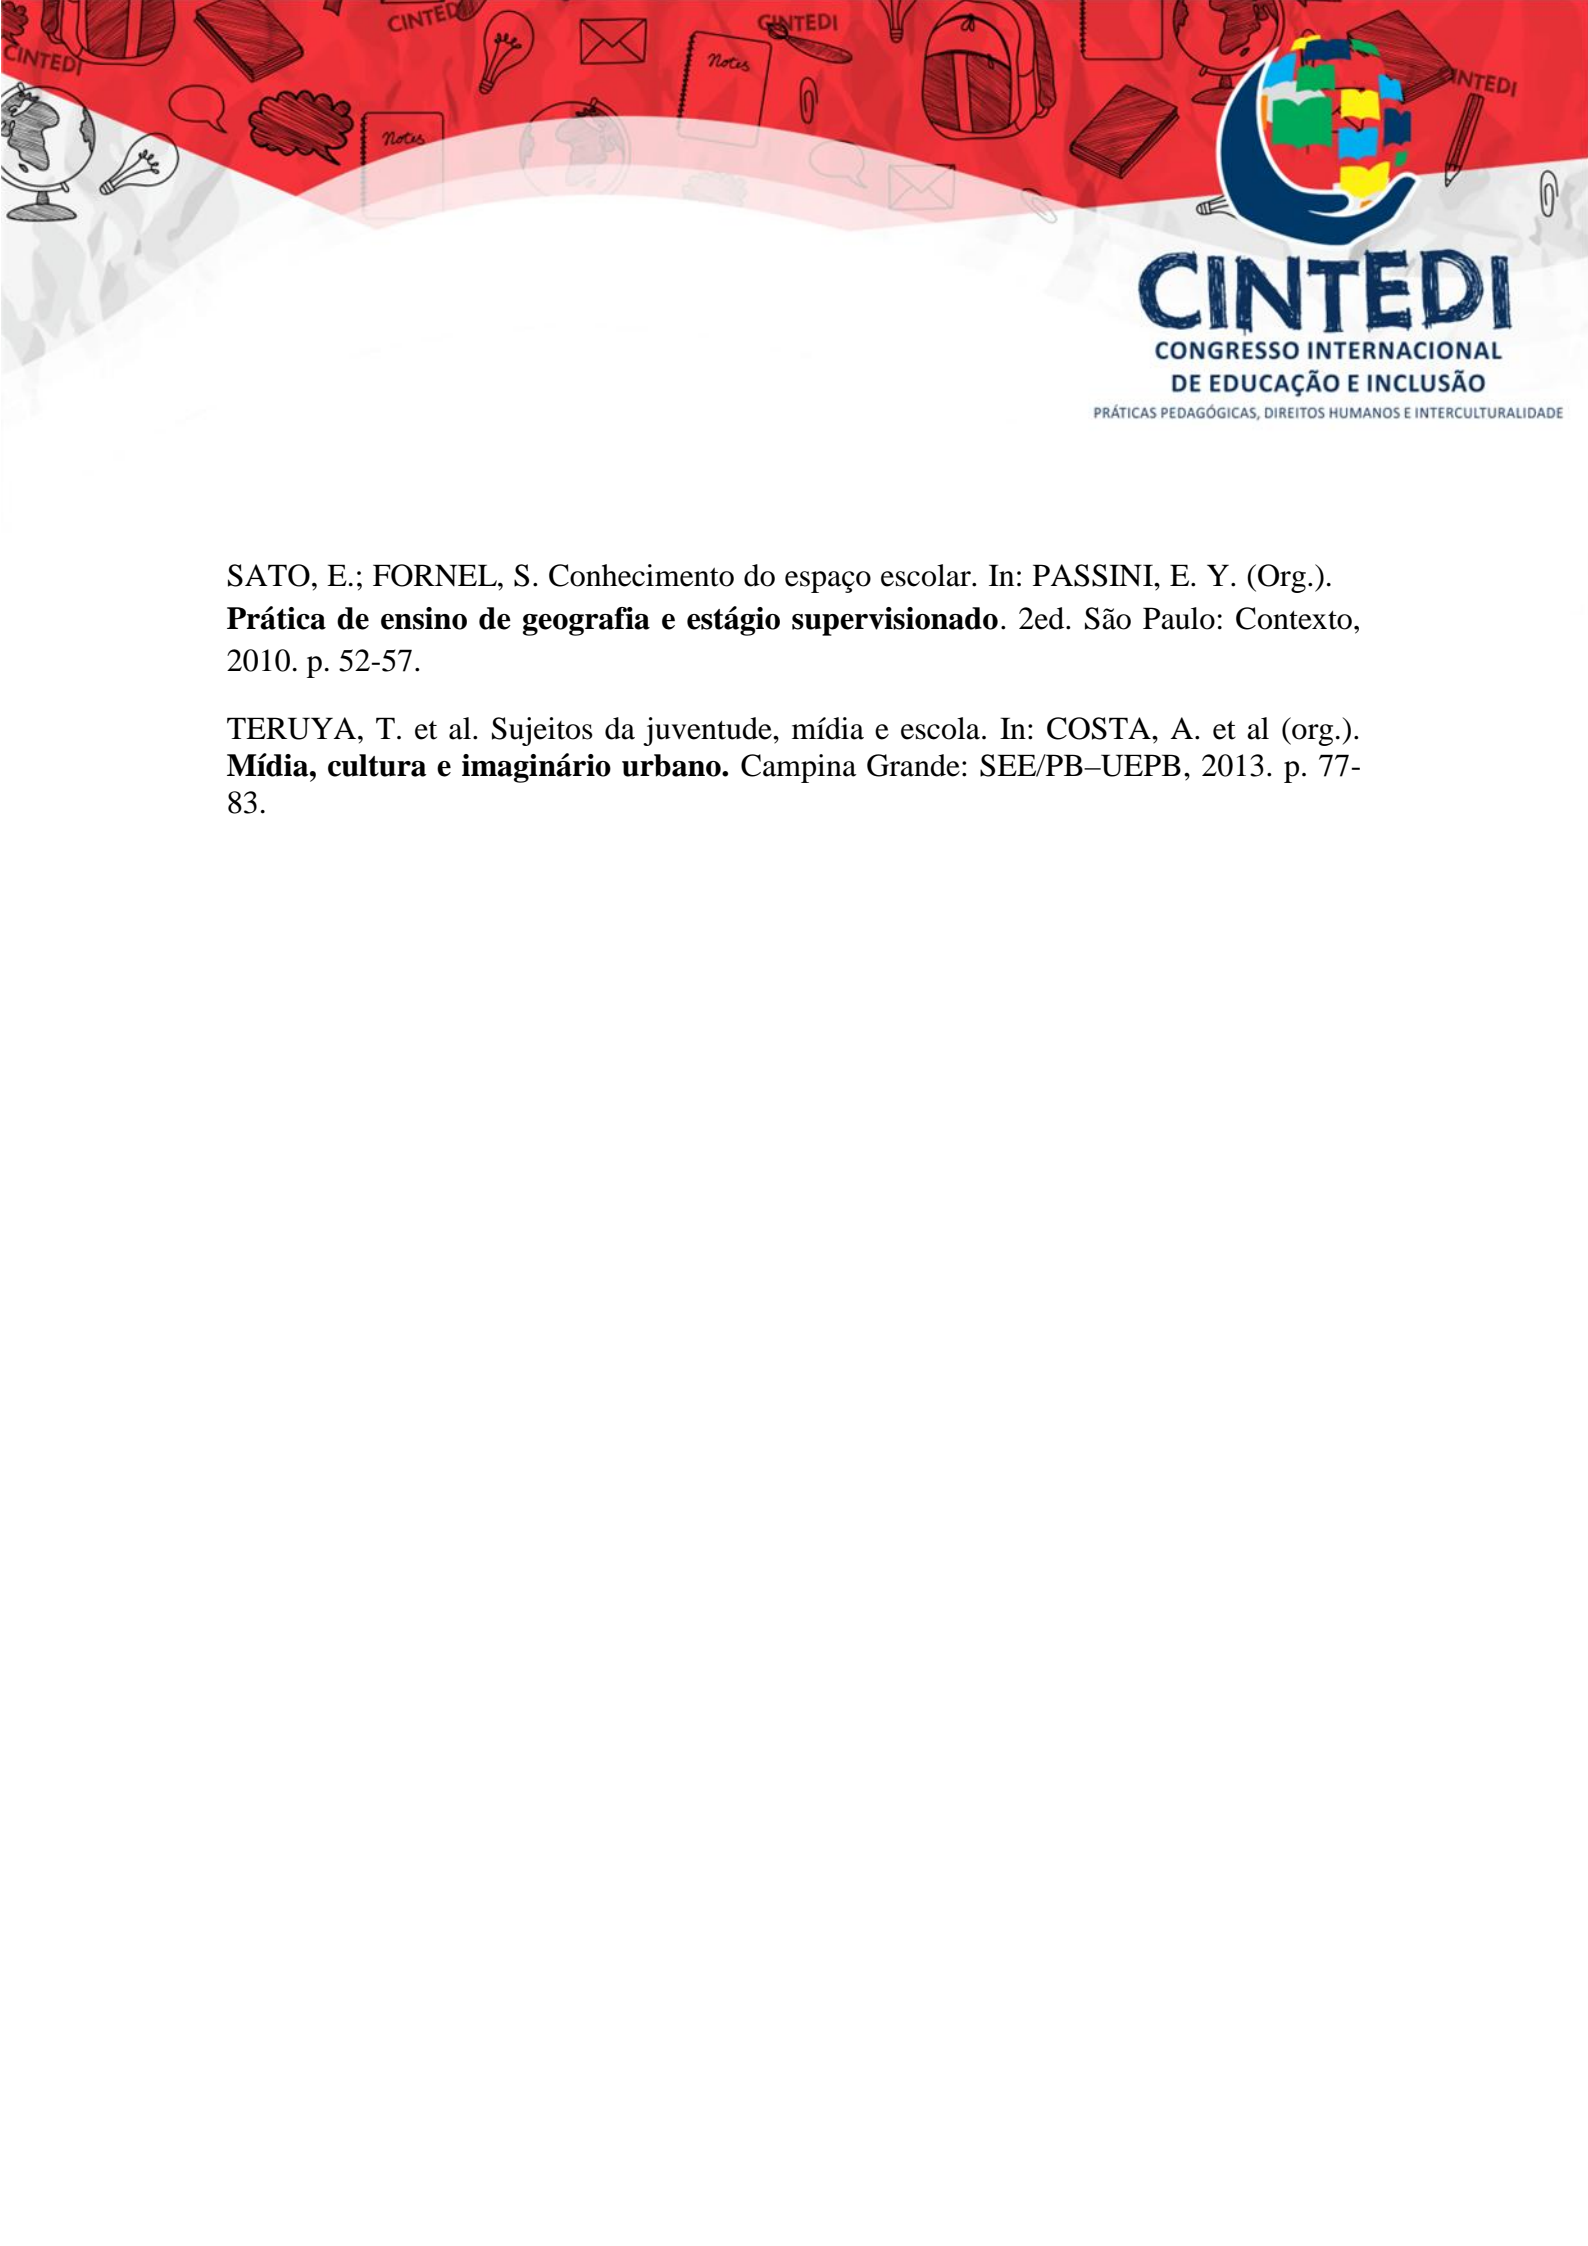 CINTEDI
CINTEDI
CINTEDI
INTEDI
Notes
Notes
CINTEDI
CONGRESSO INTERNACIONAL
DE EDUCAÇÃO E INCLUSÃO
PRÁTICAS PEDAGÓGICAS, DIREITOS HUMANOS E INTERCULTURALIDADE
SATO, E.; FORNEL, S. Conhecimento do espaço escolar. In: PASSINI, E. Y. (Org.).
Prática de ensino de geografia e estágio supervisionado. 2ed. São Paulo: Contexto,
2010. p. 52-57.
TERUYA, T. et al. Sujeitos da juventude, mídia e escola. In: COSTA, A. et al (org.).
Mídia, cultura e imaginário urbano. Campina Grande: SEE/PB–UEPB, 2013. p. 77-
83.